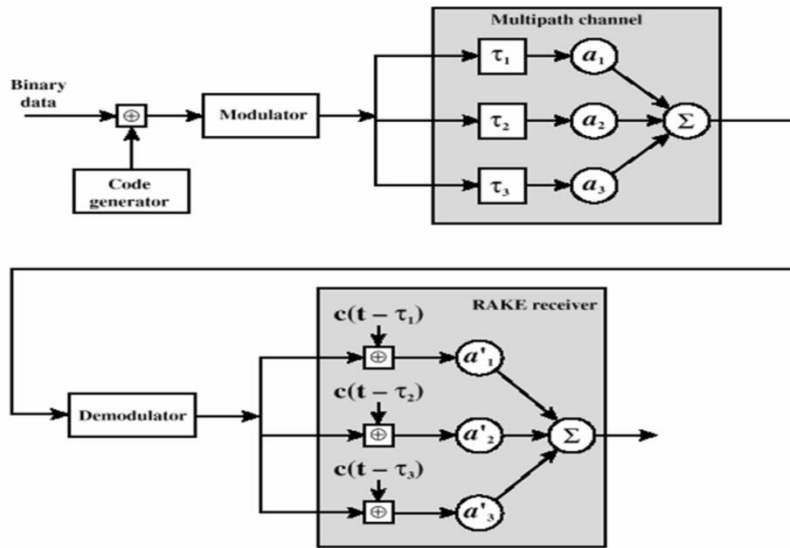 Multipath channel
τ₁ a₁
Binary
data
⊕ Modulator τ₂ a₂ Σ
Code
generator
τ₃ a₃
RAKE receiver
c(t – τ₁)
⊕ a'₁
c(t – τ₂)
Demodulator ⊕ a'₂ Σ
c(t – τ₃)
⊕ a'₃